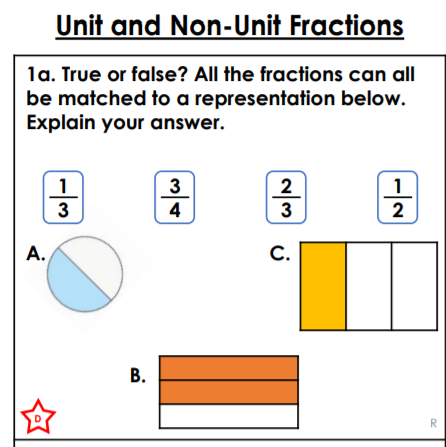 Unit and Non-Unit Fractions
1a. True or false? All the fractions can all
be matched to a representation below.
Explain your answer.
1/3 3/4 2/3 1/2
A. C.
B.
D R